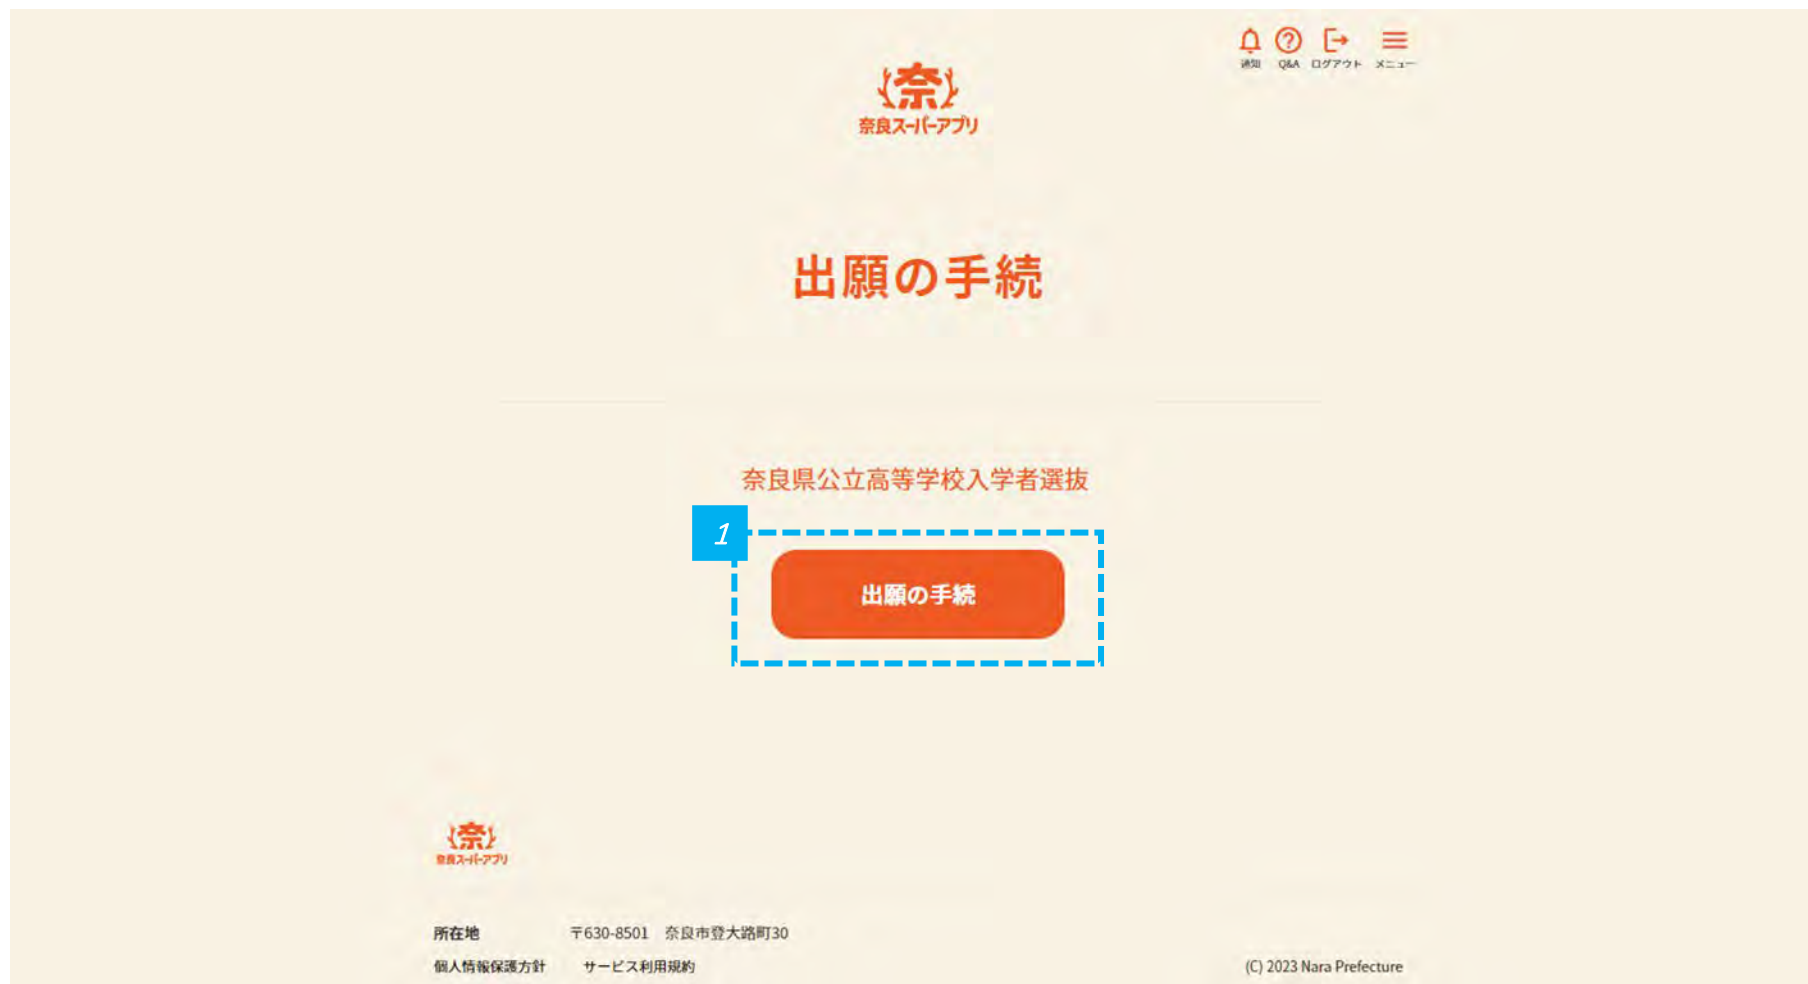 通知 Q&A ログアウト メニュー
奈
奈良スーパーアプリ
出願の手続
奈良県公立高等学校入学者選抜
1
出願の手続
奈
奈良スーパーアプリ
所在地 〒630-8501 奈良市登大路町30
個人情報保護方針 サービス利用規約
(C) 2023 Nara Prefecture